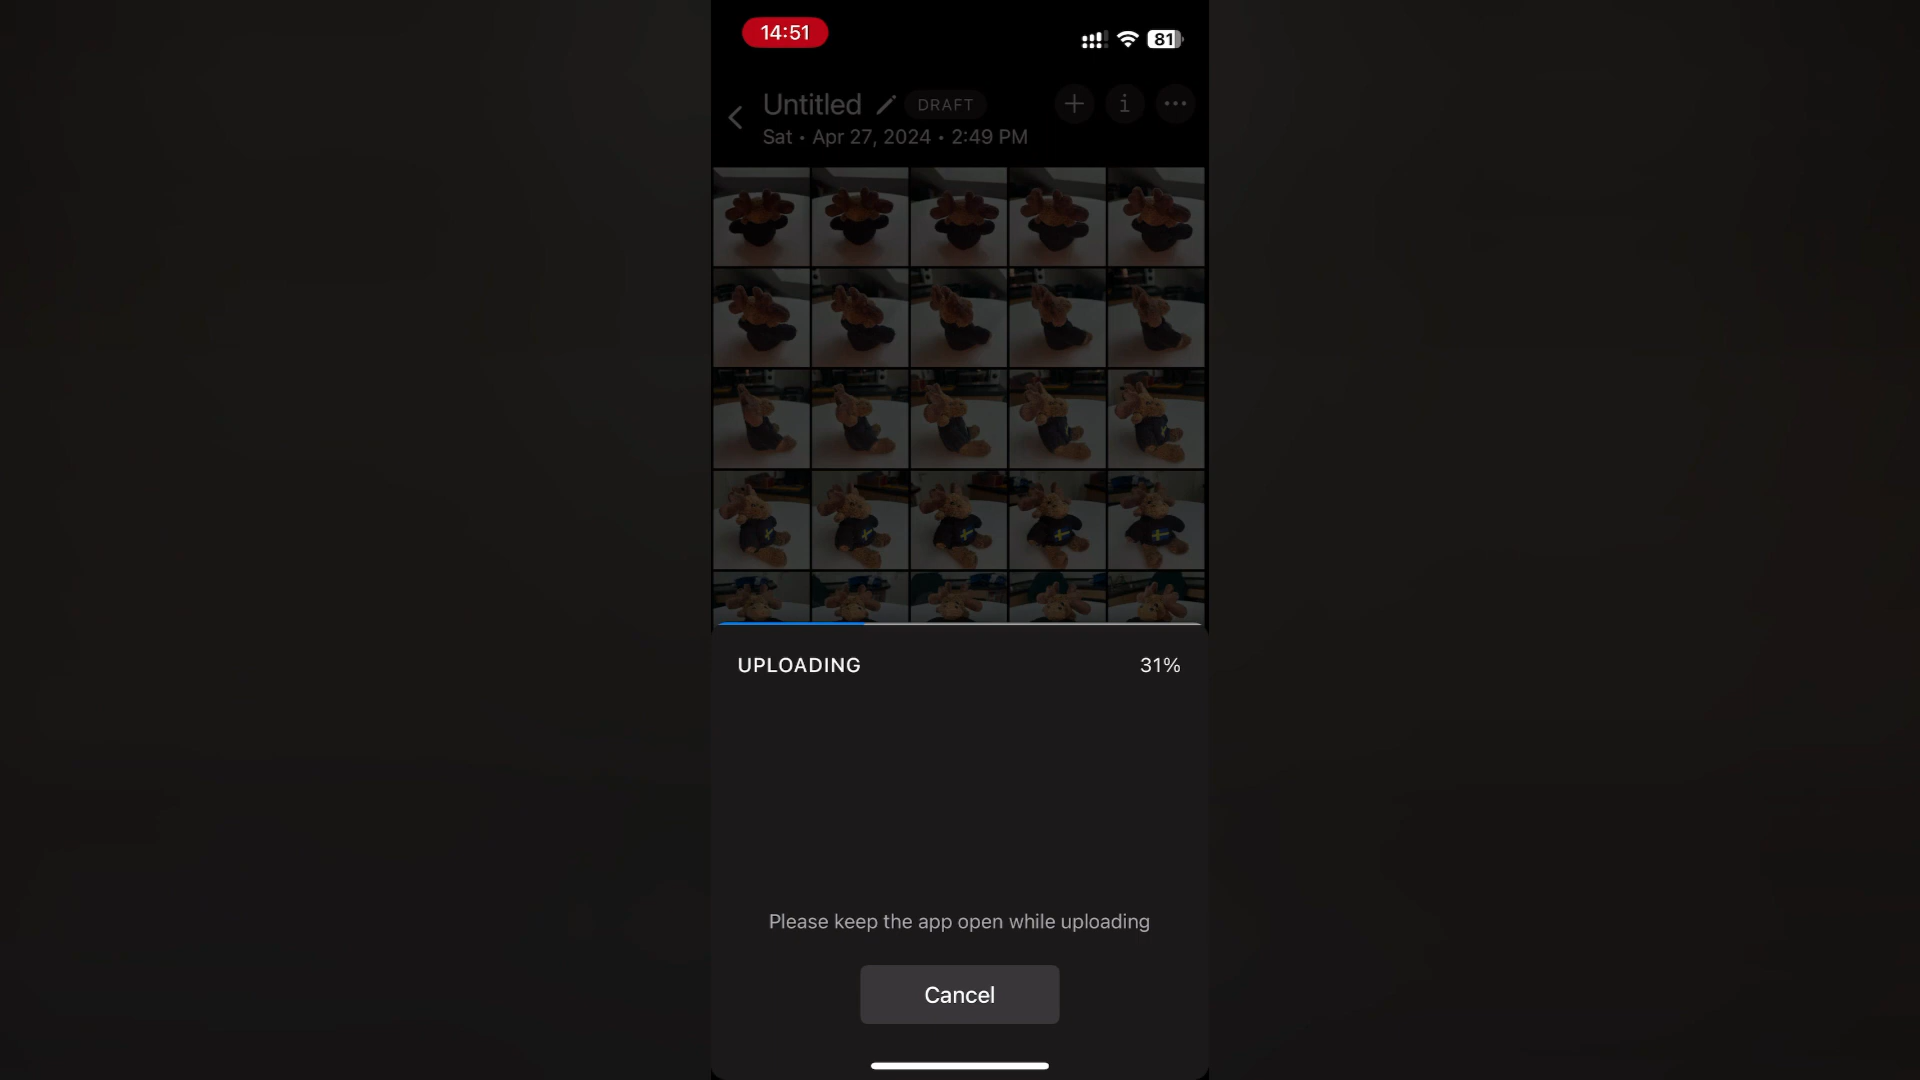 14:51
81
Untitled DRAFT
Sat • Apr 27, 2024 • 2:49 PM
UPLOADING 31%
Please keep the app open while uploading
Cancel